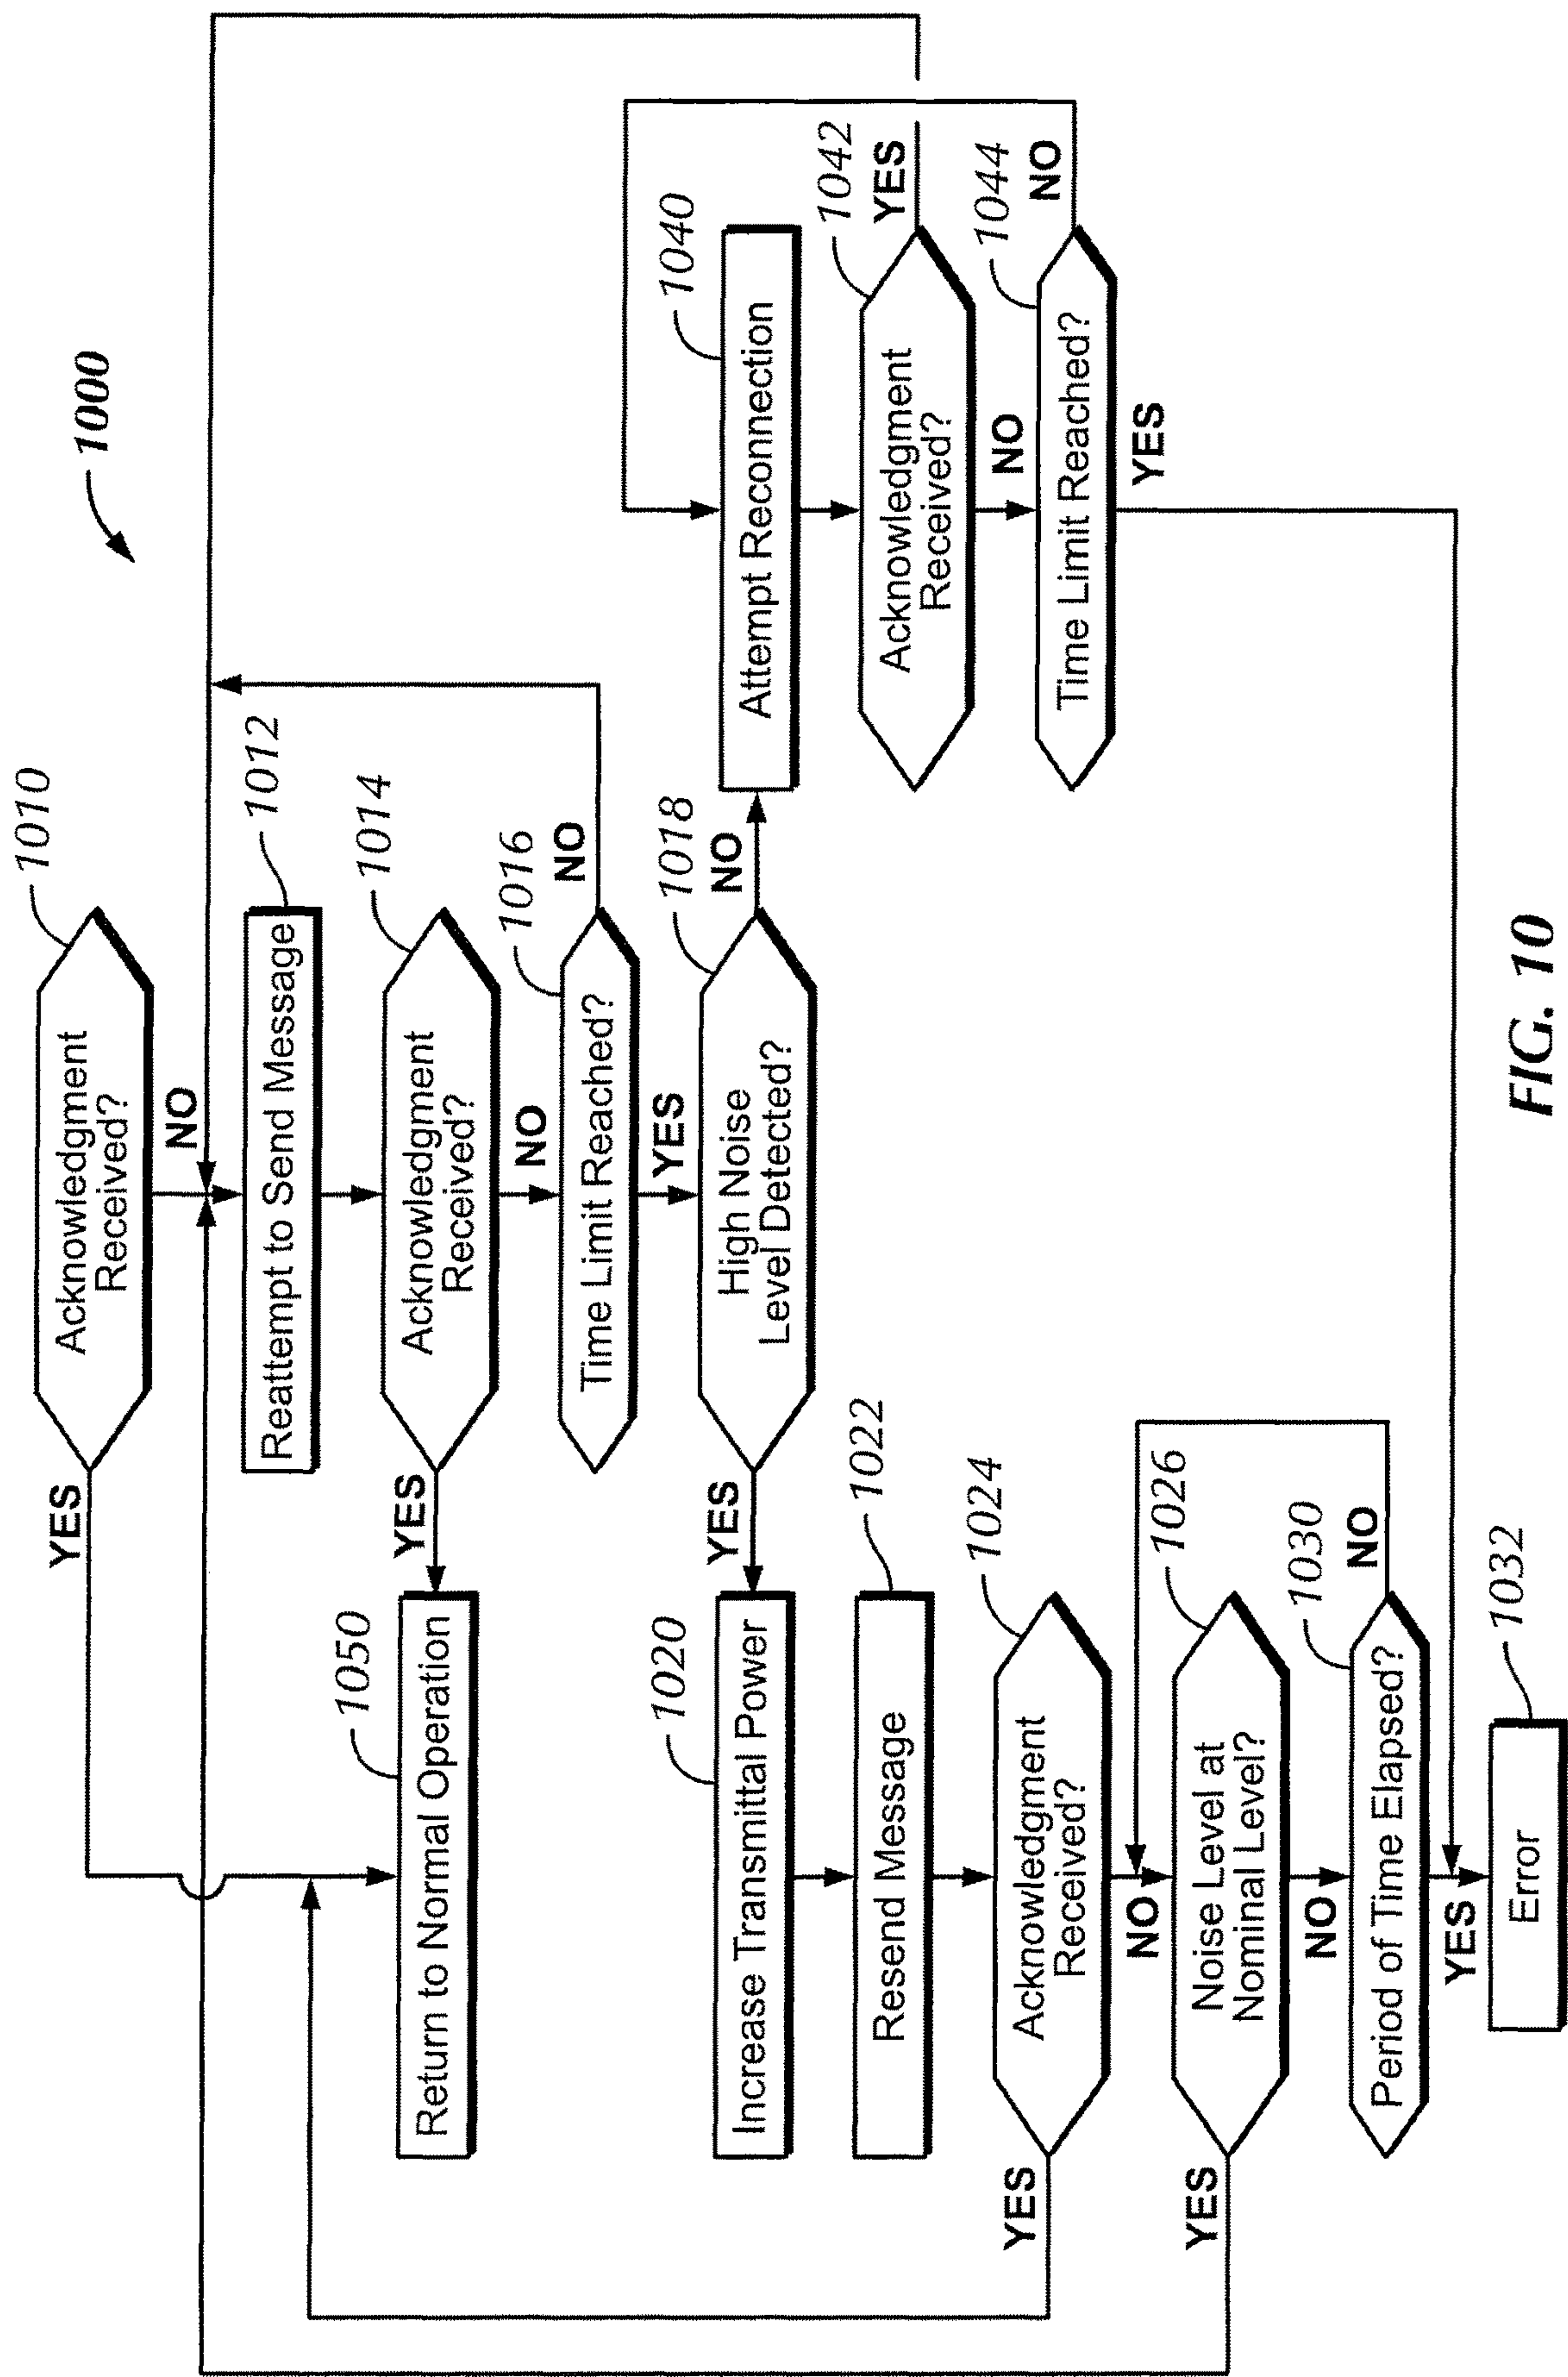 1000
1010
Acknowledgment
Received?
YES
NO
1012
Reattempt to Send Message
1014
Acknowledgment
Received?
YES
NO
1050
Return to Normal Operation
1016
Time Limit Reached?
NO
YES
1018
High Noise
Level Detected?
YES
NO
1020
Increase Transmittal Power
1022
Resend Message
1024
Acknowledgment
Received?
YES
NO
1026
Noise Level at
Nominal Level?
YES
NO
1030
Period of Time Elapsed?
NO
YES
1032
Error
1040
Attempt Reconnection
1042
Acknowledgment
Received?
YES
NO
1044
Time Limit Reached?
NO
YES
FIG. 10